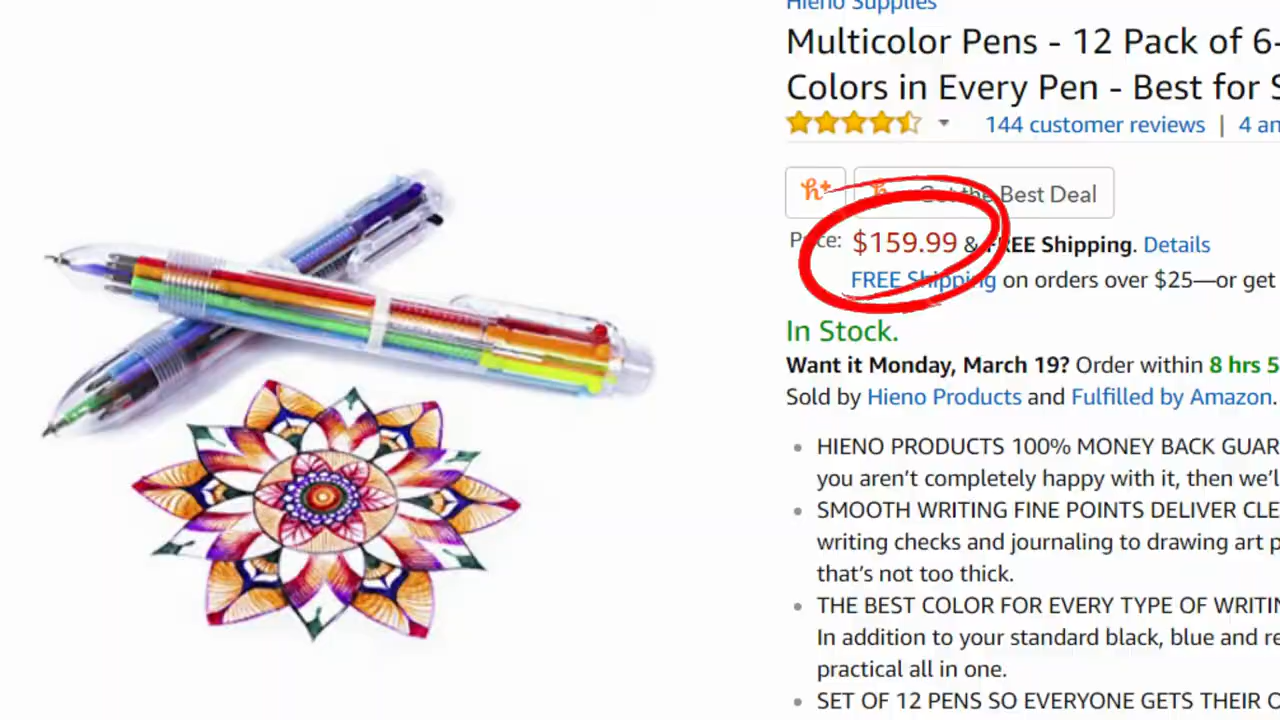 Hieno Supplies
Multicolor Pens - 12 Pack of 6-
Colors in Every Pen - Best for S
144 customer reviews | 4 an
Get the Best Deal
Price: $159.99 & FREE Shipping. Details
FREE Shipping on orders over $25—or get
In Stock.
Want it Monday, March 19? Order within 8 hrs 5
Sold by Hieno Products and Fulfilled by Amazon.
HIENO PRODUCTS 100% MONEY BACK GUAR
you aren’t completely happy with it, then we’l
SMOOTH WRITING FINE POINTS DELIVER CLE
writing checks and journaling to drawing art p
that’s not too thick.
THE BEST COLOR FOR EVERY TYPE OF WRITIN
In addition to your standard black, blue and re
practical all in one.
SET OF 12 PENS SO EVERYONE GETS THEIR O